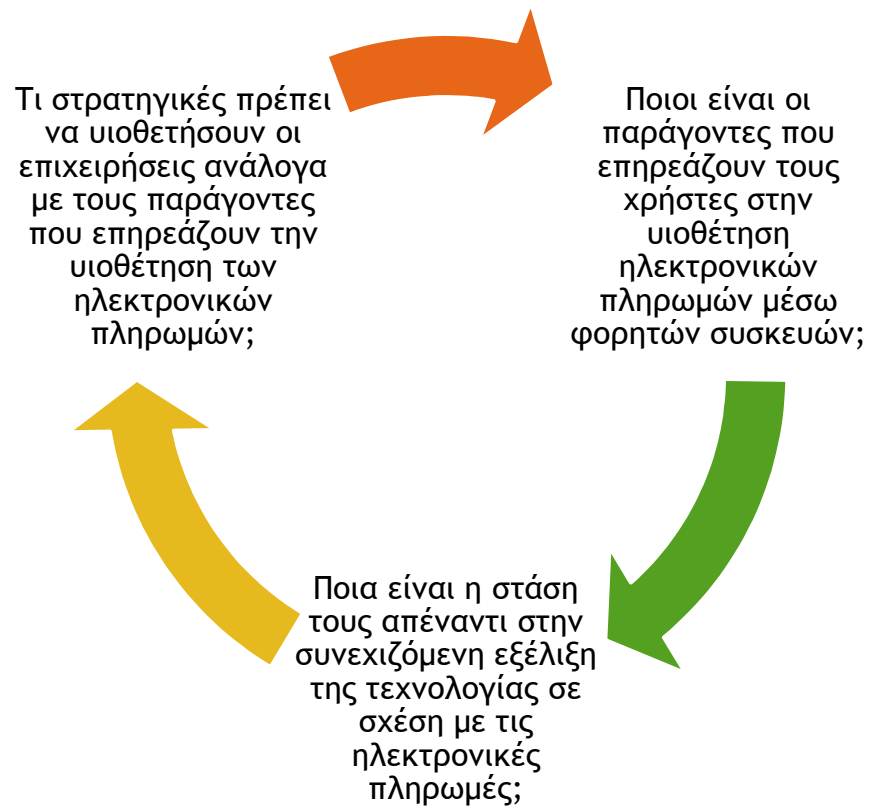 Τι στρατηγικές πρέπει
να υιοθετήσουν οι
επιχειρήσεις ανάλογα
με τους παράγοντες
που επηρεάζουν την
υιοθέτηση των
ηλεκτρονικών
πληρωμών;
Ποιοι είναι οι
παράγοντες που
επηρεάζουν τους
χρήστες στην
υιοθέτηση
ηλεκτρονικών
πληρωμών μέσω
φορητών συσκευών;
Ποια είναι η στάση
τους απέναντι στην
συνεχιζόμενη εξέλιξη
της τεχνολογίας σε
σχέση με τις
ηλεκτρονικές
πληρωμές;